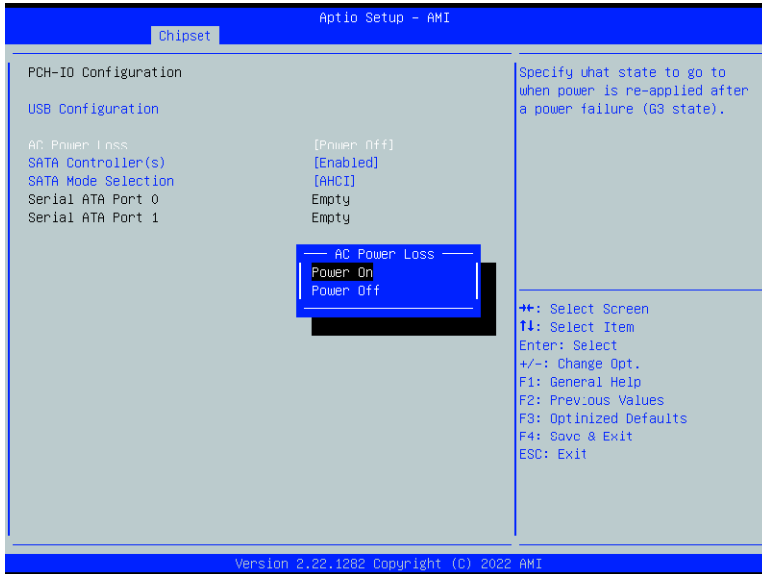 Aptio Setup – AMI
Chipset
PCH-IO Configuration
USB Configuration
AC Power Loss [Power Off]
SATA Controller(s) [Enabled]
SATA Mode Selection [AHCI]
Serial ATA Port 0 Empty
Serial ATA Port 1 Empty
AC Power Loss
Power On
Power Off
Specify what state to go to
when power is re-applied after
a power failure (G3 state).
→←: Select Screen
↑↓: Select Item
Enter: Select
+/-: Change Opt.
F1: General Help
F2: Previous Values
F3: Optimized Defaults
F4: Save & Exit
ESC: Exit
Version 2.22.1282 Copyright (C) 2022 AMI